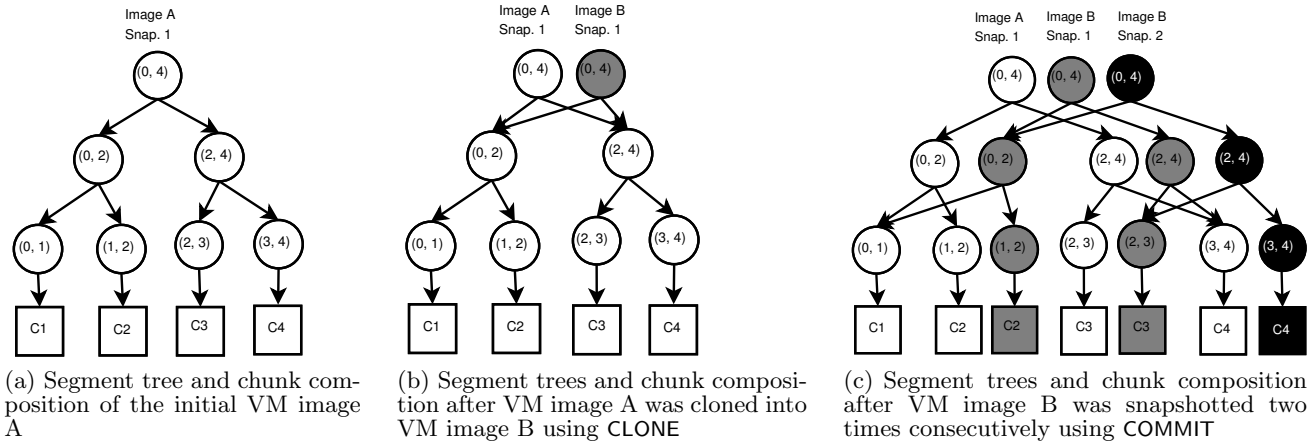 Image A
Snap. 1
(0, 4)
(0, 2)
(2, 4)
(0, 1)
(1, 2)
(2, 3)
(3, 4)
C1
C2
C3
C4
(a) Segment tree and chunk com-
position of the initial VM image
A
Image A
Snap. 1
Image B
Snap. 1
(0, 4)
(0, 4)
(0, 2)
(2, 4)
(0, 1)
(1, 2)
(2, 3)
(3, 4)
C1
C2
C3
C4
(b) Segment trees and chunk composi-
tion after VM image A was cloned into
VM image B using CLONE
Image A
Snap. 1
Image B
Snap. 1
Image B
Snap. 2
(0, 4)
(0, 4)
(0, 4)
(0, 2)
(0, 2)
(2, 4)
(2, 4)
(2, 4)
(0, 1)
(1, 2)
(1, 2)
(2, 3)
(2, 3)
(3, 4)
(3, 4)
C1
C2
C2
C3
C3
C4
C4
(c) Segment trees and chunk composition
after VM image B was snapshotted two
times consecutively using COMMIT